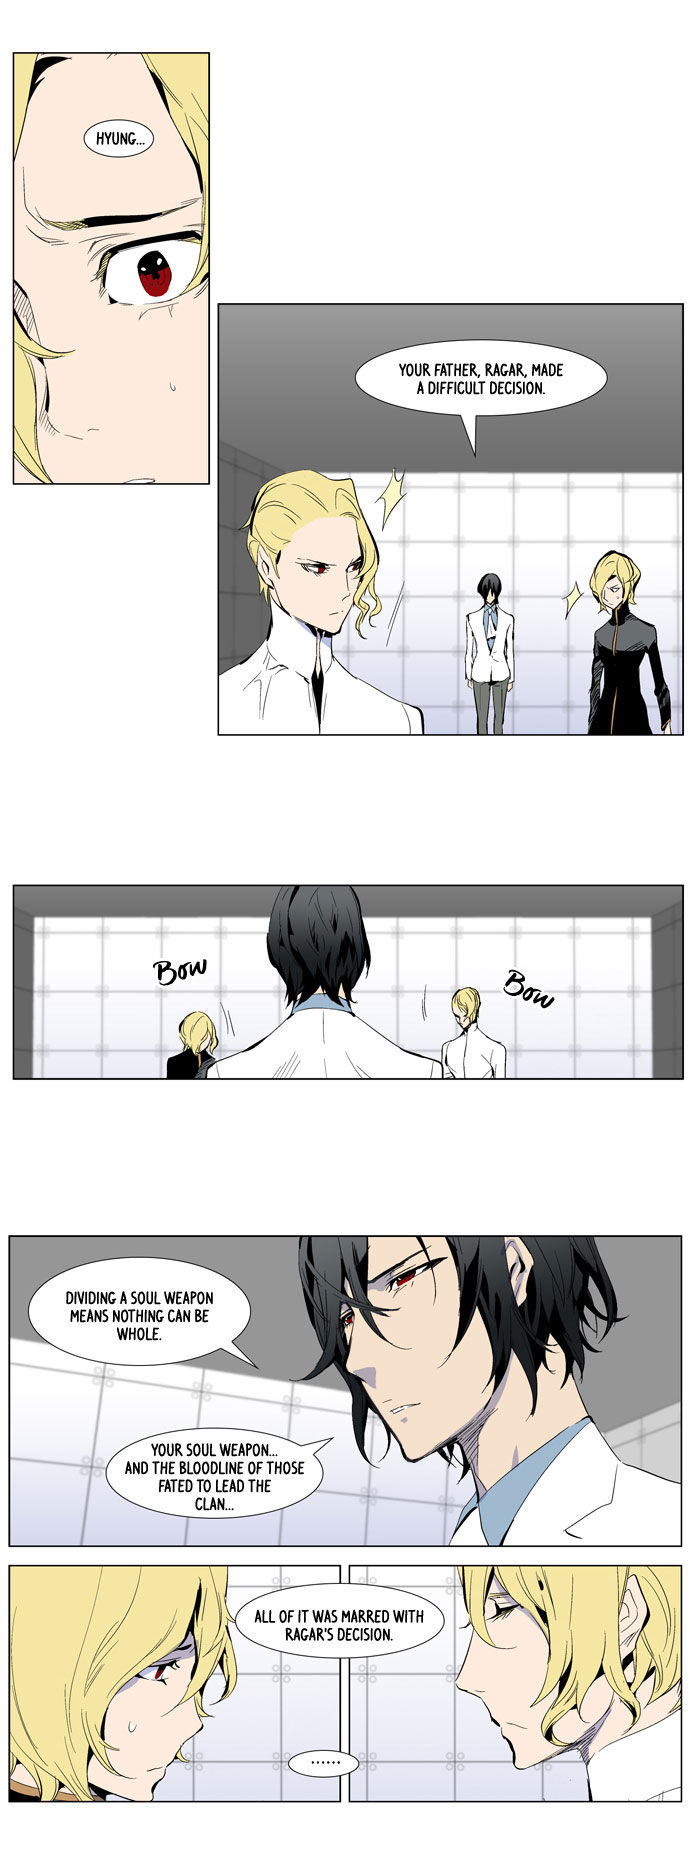 HYUNG...
YOUR FATHER, RAGAR, MADE
A DIFFICULT DECISION.
BOW
BOW
DIVIDING A SOUL WEAPON
MEANS NOTHING CAN BE
WHOLE.
YOUR SOUL WEAPON...
AND THE BLOODLINE OF THOSE
FATED TO LEAD THE
CLAN...
ALL OF IT WAS MARRED WITH
RAGAR'S DECISION.
......